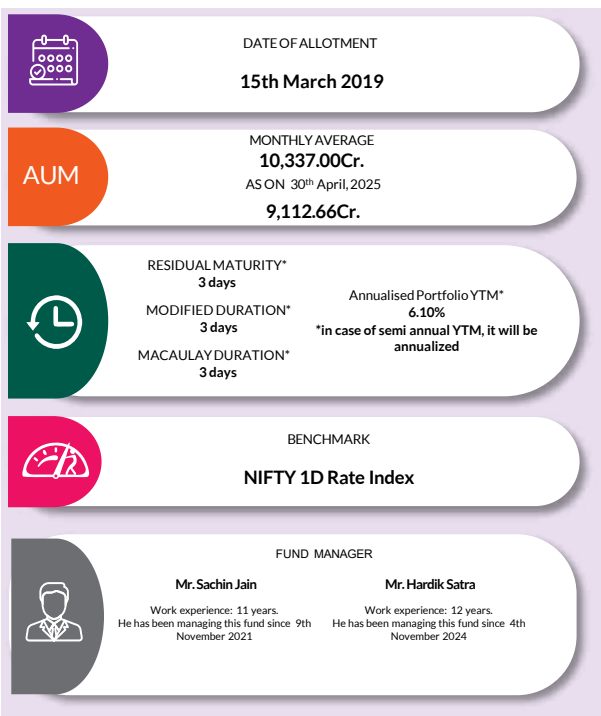 DATE OF ALLOTMENT
15th March 2019
AUM
MONTHLY AVERAGE
10,337.00Cr.
AS ON 30th April, 2025
9,112.66Cr.
RESIDUAL MATURITY*
3 days
MODIFIED DURATION*
3 days
MACAULAY DURATION*
3 days
Annualised Portfolio YTM*
6.10%
*in case of semi annual YTM, it will be
annualized
BENCHMARK
NIFTY 1D Rate Index
FUND MANAGER
Mr. Sachin Jain
Work experience: 11 years.
He has been managing this fund since 9th
November 2021
Mr. Hardik Satra
Work experience: 12 years.
He has been managing this fund since 4th
November 2024